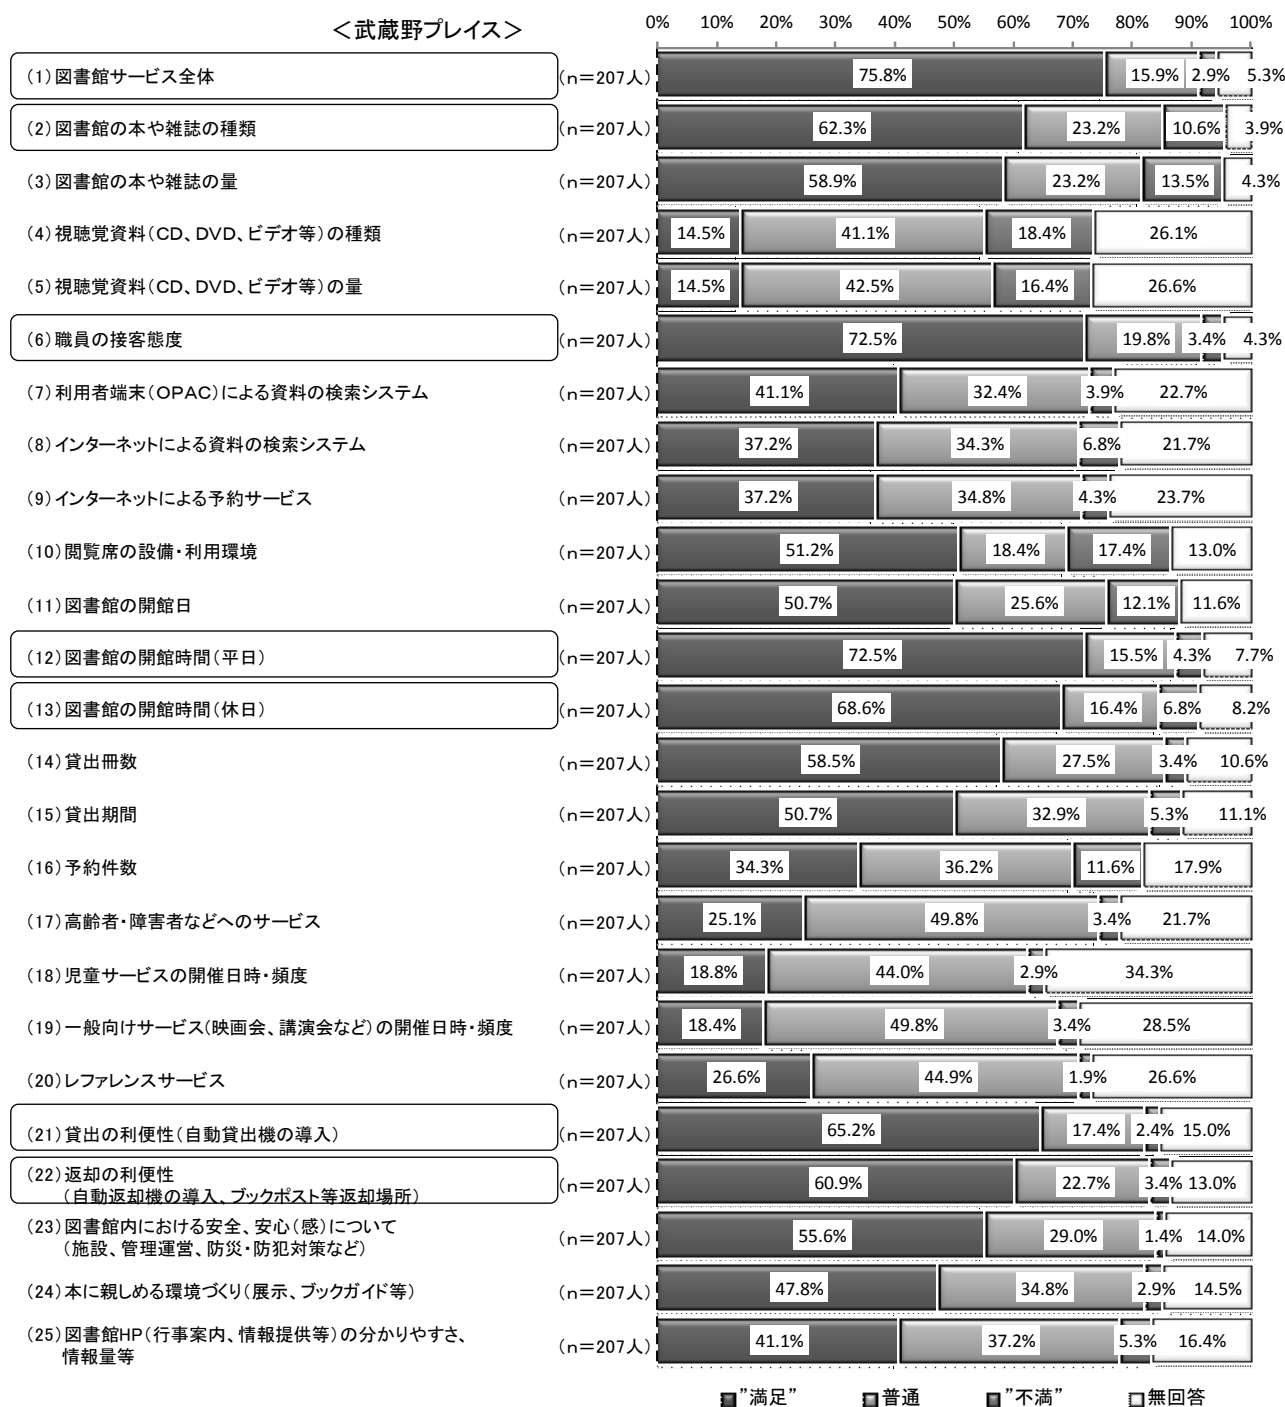 ＜武蔵野プレイス＞
0% 10% 20% 30% 40% 50% 60% 70% 80% 90% 100%
(1)図書館サービス全体 (n=207人) 75.8% 15.9% 2.9% 5.3%
(2)図書館の本や雑誌の種類 (n=207人) 62.3% 23.2% 10.6% 3.9%
(3)図書館の本や雑誌の量 (n=207人) 58.9% 23.2% 13.5% 4.3%
(4)視聴覚資料(CD、DVD、ビデオ等)の種類 (n=207人) 14.5% 41.1% 18.4% 26.1%
(5)視聴覚資料(CD、DVD、ビデオ等)の量 (n=207人) 14.5% 42.5% 16.4% 26.6%
(6)職員の接客態度 (n=207人) 72.5% 19.8% 3.4% 4.3%
(7)利用者端末(OPAC)による資料の検索システム (n=207人) 41.1% 32.4% 3.9% 22.7%
(8)インターネットによる資料の検索システム (n=207人) 37.2% 34.3% 6.8% 21.7%
(9)インターネットによる予約サービス (n=207人) 37.2% 34.8% 4.3% 23.7%
(10)閲覧席の設備・利用環境 (n=207人) 51.2% 18.4% 17.4% 13.0%
(11)図書館の開館日 (n=207人) 50.7% 25.6% 12.1% 11.6%
(12)図書館の開館時間(平日) (n=207人) 72.5% 15.5% 4.3% 7.7%
(13)図書館の開館時間(休日) (n=207人) 68.6% 16.4% 6.8% 8.2%
(14)貸出冊数 (n=207人) 58.5% 27.5% 3.4% 10.6%
(15)貸出期間 (n=207人) 50.7% 32.9% 5.3% 11.1%
(16)予約件数 (n=207人) 34.3% 36.2% 11.6% 17.9%
(17)高齢者・障害者などへのサービス (n=207人) 25.1% 49.8% 3.4% 21.7%
(18)児童サービスの開催日時・頻度 (n=207人) 18.8% 44.0% 2.9% 34.3%
(19)一般向けサービス(映画会、講演会など)の開催日時・頻度 (n=207人) 18.4% 49.8% 3.4% 28.5%
(20)レファレンスサービス (n=207人) 26.6% 44.9% 1.9% 26.6%
(21)貸出の利便性(自動貸出機の導入) (n=207人) 65.2% 17.4% 2.4% 15.0%
(22)返却の利便性
(自動返却機の導入、ブックポスト等返却場所) (n=207人) 60.9% 22.7% 3.4% 13.0%
(23)図書館内における安全、安心(感)について
(施設、管理運営、防災・防犯対策など) (n=207人) 55.6% 29.0% 1.4% 14.0%
(24)本に親しめる環境づくり(展示、ブックガイド等) (n=207人) 47.8% 34.8% 2.9% 14.5%
(25)図書館HP(行事案内、情報提供等)の分かりやすさ、
情報量等 (n=207人) 41.1% 37.2% 5.3% 16.4%
”満足” 普通 ”不満” 無回答